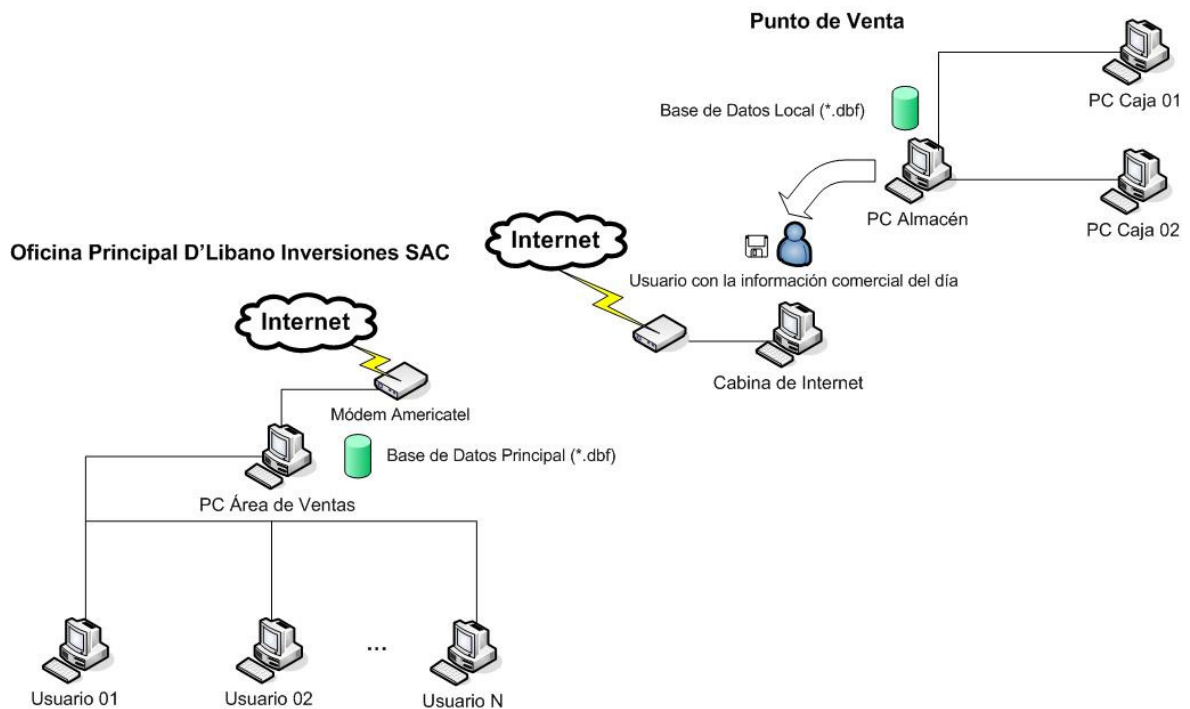 Punto de Venta
PC Caja 01
Base de Datos Local (*.dbf)
PC Almacén
PC Caja 02
Internet
Usuario con la información comercial del día
Cabina de Internet
Oficina Principal D'Libano Inversiones SAC
Internet
Módem Americatel
Base de Datos Principal (*.dbf)
PC Área de Ventas
...
Usuario 01
Usuario 02
Usuario N